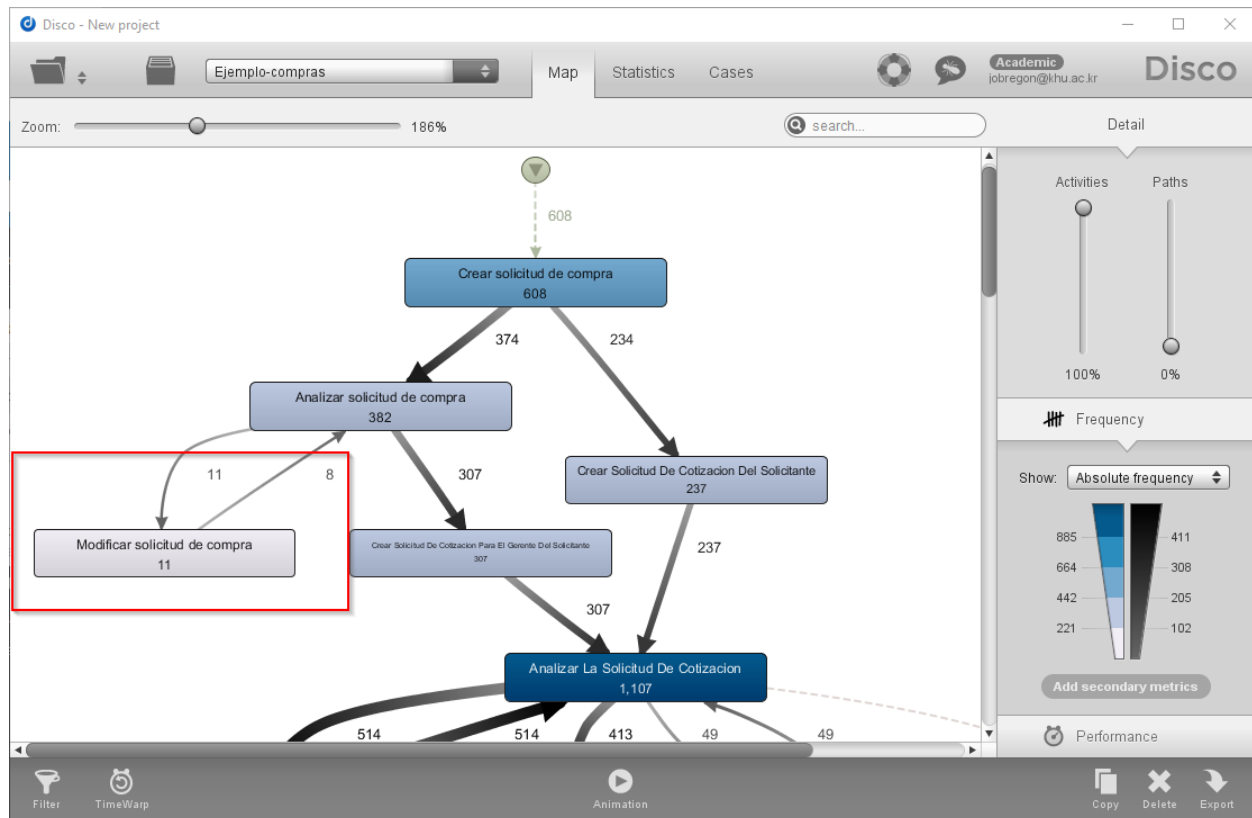 Disco - New project
Ejemplo-compras
Map
Statistics
Cases
Academic
jobregon@khu.ac.kr
Disco
Zoom:
186%
search...
Detail
608
Activities
Paths
Crear solicitud de compra
608
374
234
100%
0%
Analizar solicitud de compra
382
Frequency
11
8
307
Crear Solicitud De Cotizacion Del Solicitante
237
Show:
Absolute frequency
Modificar solicitud de compra
11
Crear Solicitud De Cotizacion Para El Gerente Del Solicitante
307
237
885
411
664
308
442
205
221
102
307
Analizar La Solicitud De Cotizacion
1,107
Add secondary metrics
514
514
413
49
49
Performance
Filter
TimeWarp
Animation
Copy
Delete
Export